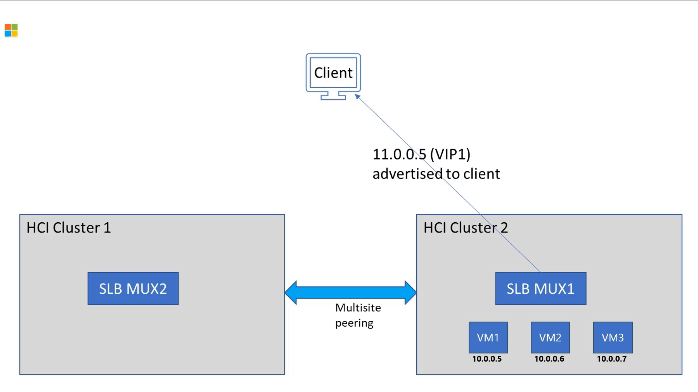 Client
11.0.0.5 (VIP1)
advertised to client
HCI Cluster 1
HCI Cluster 2
SLB MUX2
SLB MUX1
Multisite
peering
VM1
VM2
VM3
10.0.0.5
10.0.0.6
10.0.0.7